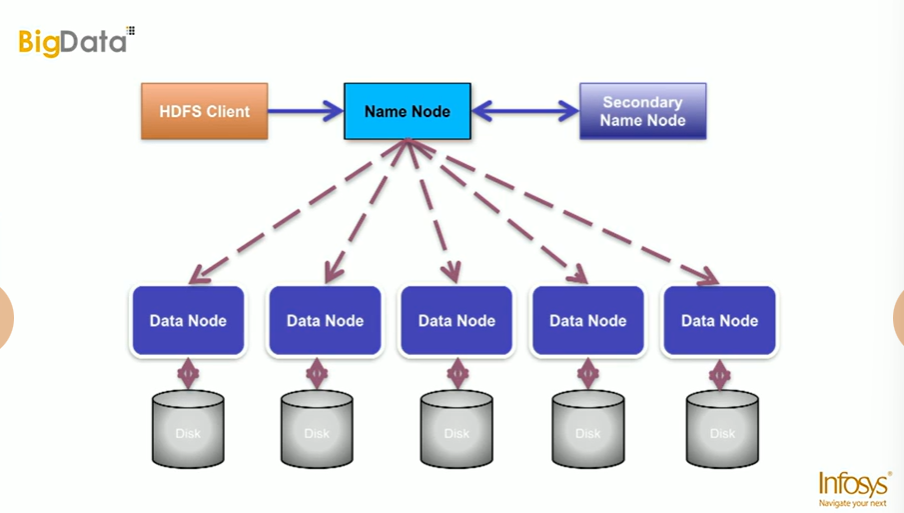 BigData
HDFS Client
Name Node
Secondary
Name Node
Data Node
Data Node
Data Node
Data Node
Data Node
Disk
Disk
Disk
Disk
Disk
Infosys®
Navigate your next